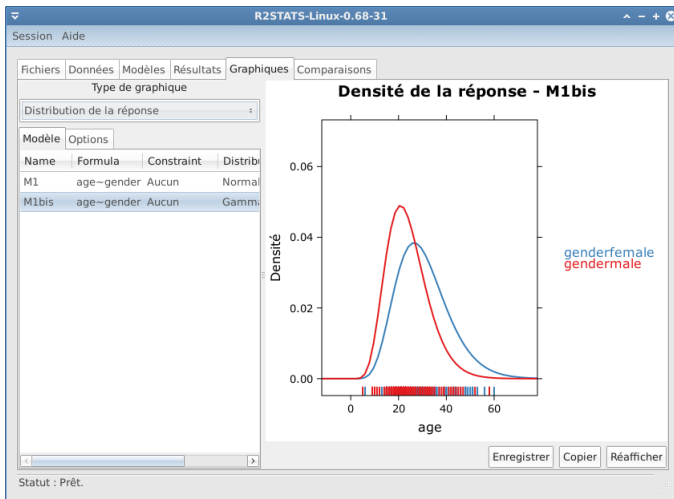 R2STATS-Linux-0.68-31
Session Aide
Fichiers Données Modèles Résultats Graphiques Comparaisons
Type de graphique
Distribution de la réponse
Modèle Options
Name Formula Constraint Distribu
M1 age~gender Aucun Normal
M1bis age~gender Aucun Gamma
Densité de la réponse - M1bis
Densité
0.06
0.04
0.02
0.00
0 20 40 60
age
genderfemale
gendermale
Enregistrer Copier Réafficher
Statut : Prêt.